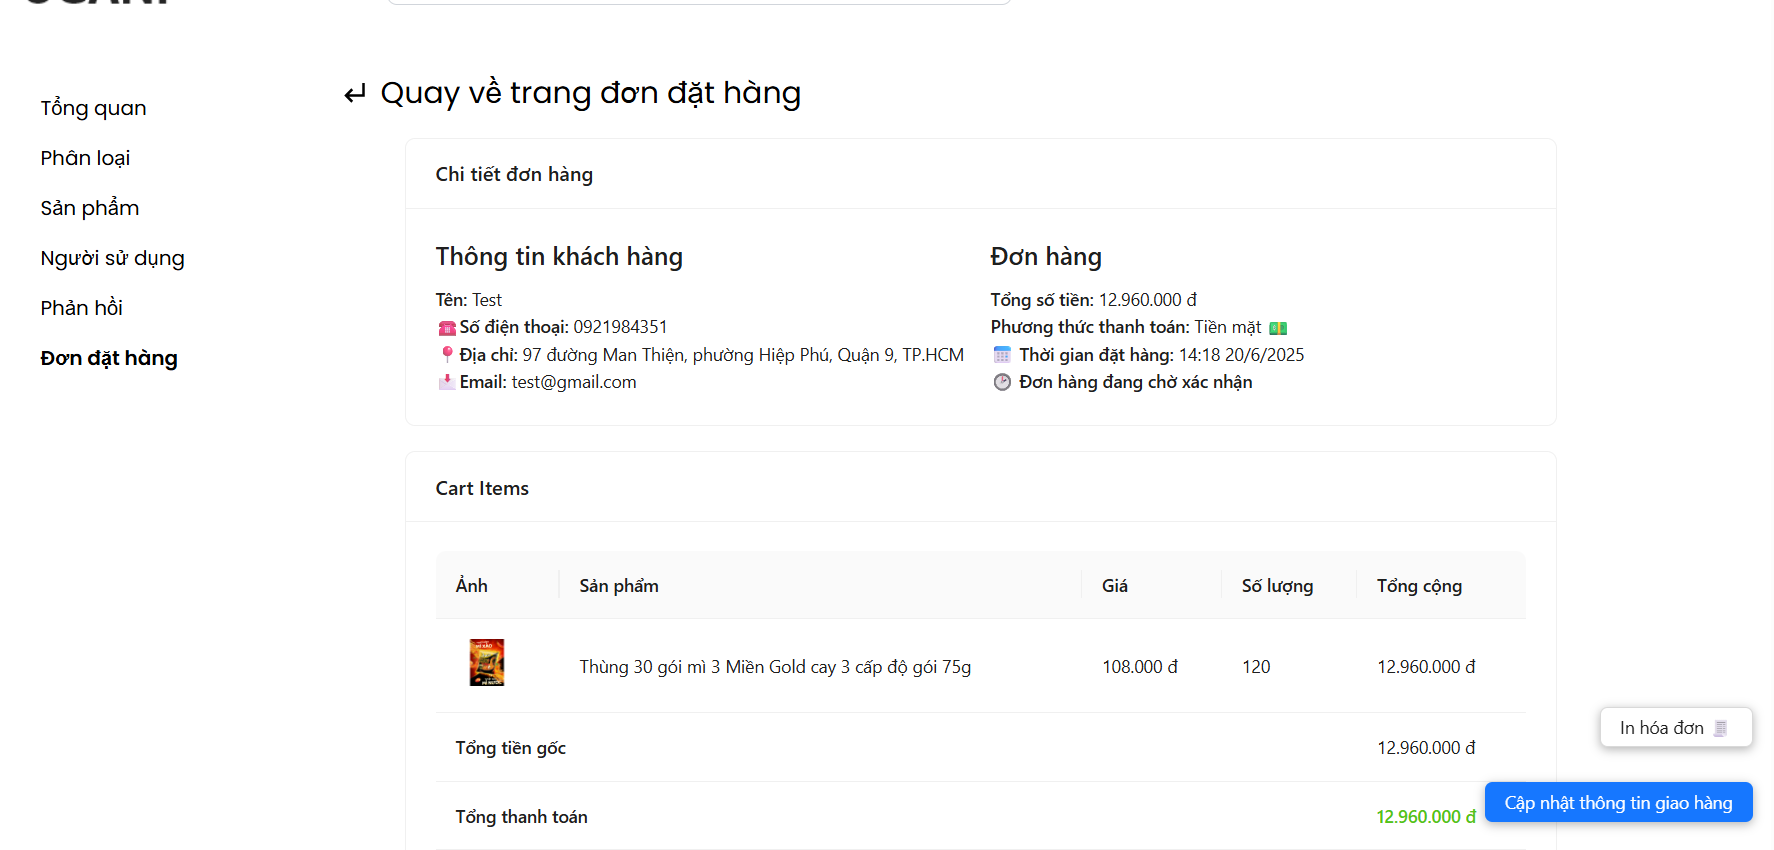 Tổng quan
Phân loại
Sản phẩm
Người sử dụng
Phản hồi
Đơn đặt hàng
Quay về trang đơn đặt hàng
Chi tiết đơn hàng
Thông tin khách hàng
Tên: Test
Số điện thoại: 0921984351
Địa chỉ: 97 đường Man Thiện, phường Hiệp Phú, Quận 9, TP.HCM
Email: test@gmail.com
Đơn hàng
Tổng số tiền: 12.960.000 đ
Phương thức thanh toán: Tiền mặt
Thời gian đặt hàng: 14:18 20/6/2025
Đơn hàng đang chờ xác nhận
Cart Items
Ảnh Sản phẩm Giá Số lượng Tổng cộng
Thùng 30 gói mì 3 Miền Gold cay 3 cấp độ gói 75g 108.000 đ 120 12.960.000 đ
Tổng tiền gốc 12.960.000 đ
Tổng thanh toán 12.960.000 đ
In hóa đơn
Cập nhật thông tin giao hàng